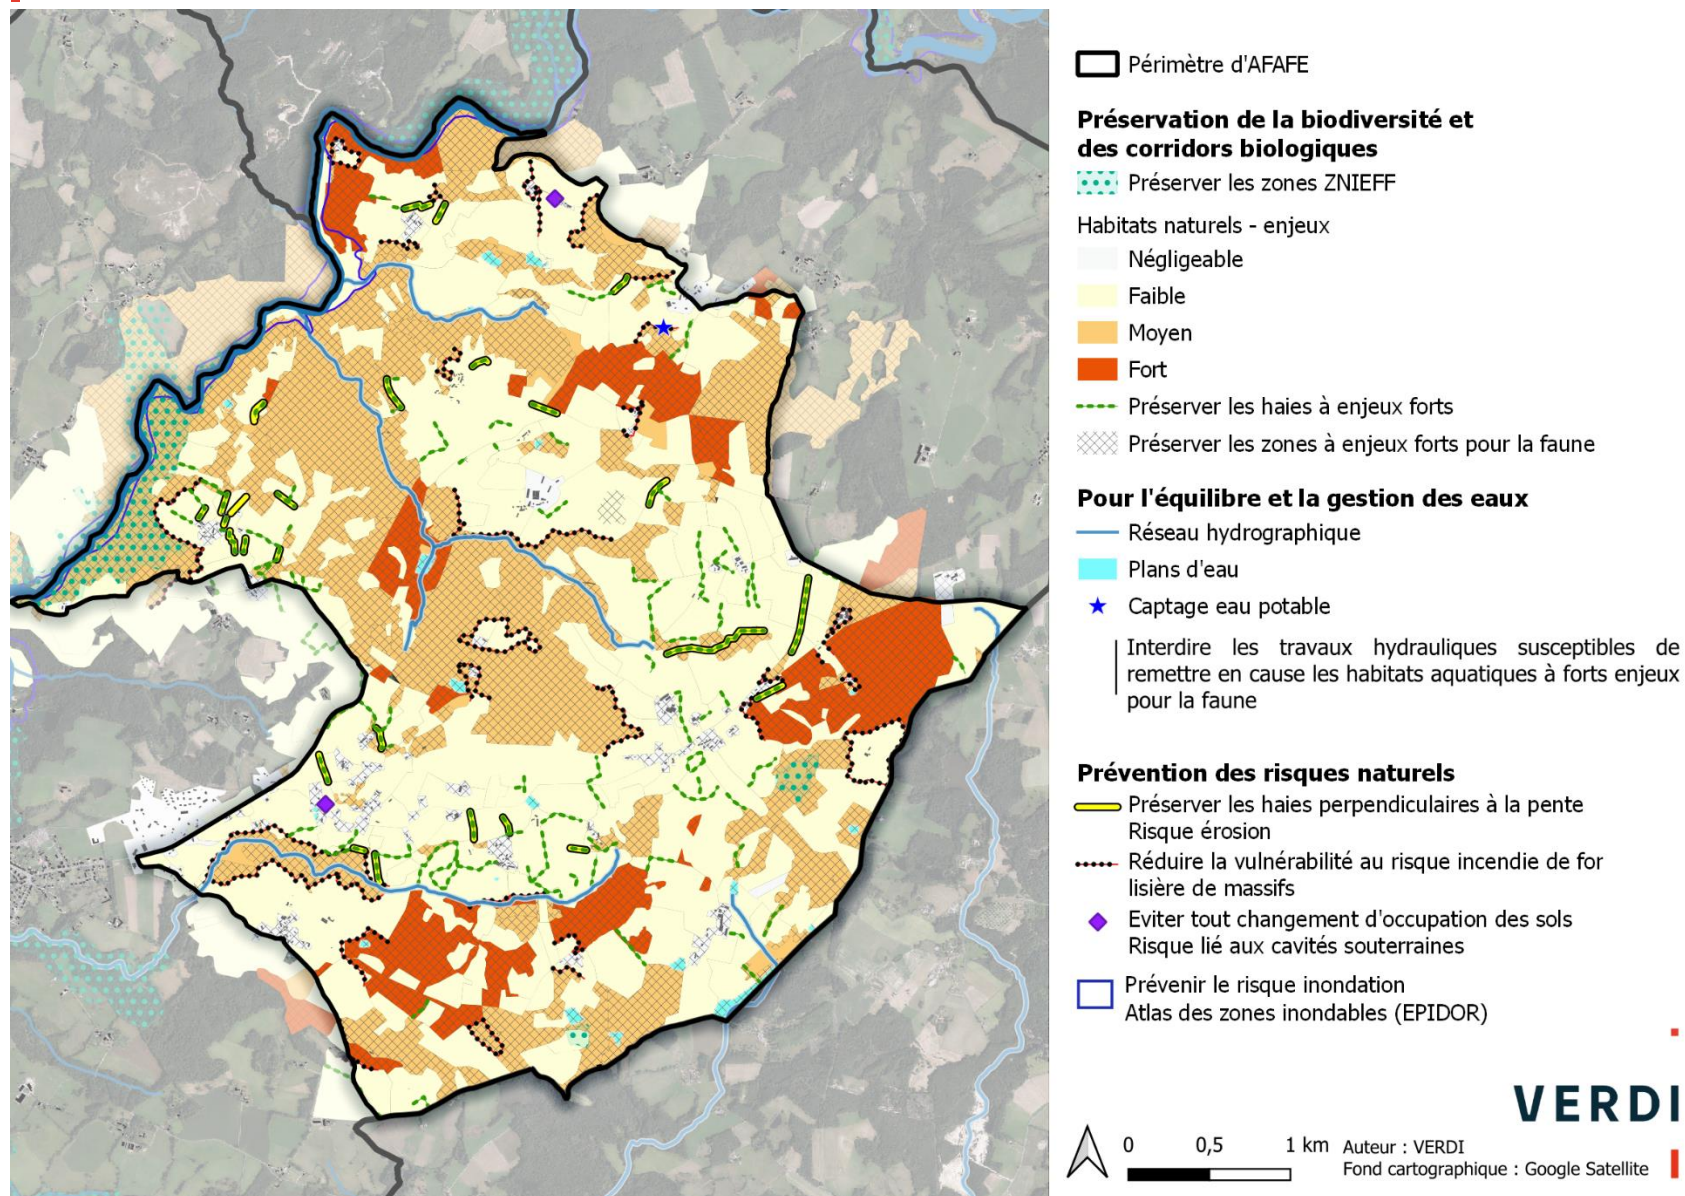 Périmètre d'AFAFE
Préservation de la biodiversité et
des corridors biologiques
Préserver les zones ZNIEFF
Habitats naturels - enjeux
Négligeable
Faible
Moyen
Fort
Préserver les haies à enjeux forts
Préserver les zones à enjeux forts pour la faune
Pour l'équilibre et la gestion des eaux
Réseau hydrographique
Plans d'eau
Captage eau potable
Interdire les travaux hydrauliques susceptibles de
remettre en cause les habitats aquatiques à forts enjeux
pour la faune
Prévention des risques naturels
Préserver les haies perpendiculaires à la pente
Risque érosion
Réduire la vulnérabilité au risque incendie de for
lisière de massifs
Eviter tout changement d'occupation des sols
Risque lié aux cavités souterraines
Prévenir le risque inondation
Atlas des zones inondables (EPIDOR)
VERDI
0 0,5 1 km
Auteur : VERDI
Fond cartographique : Google Satellite